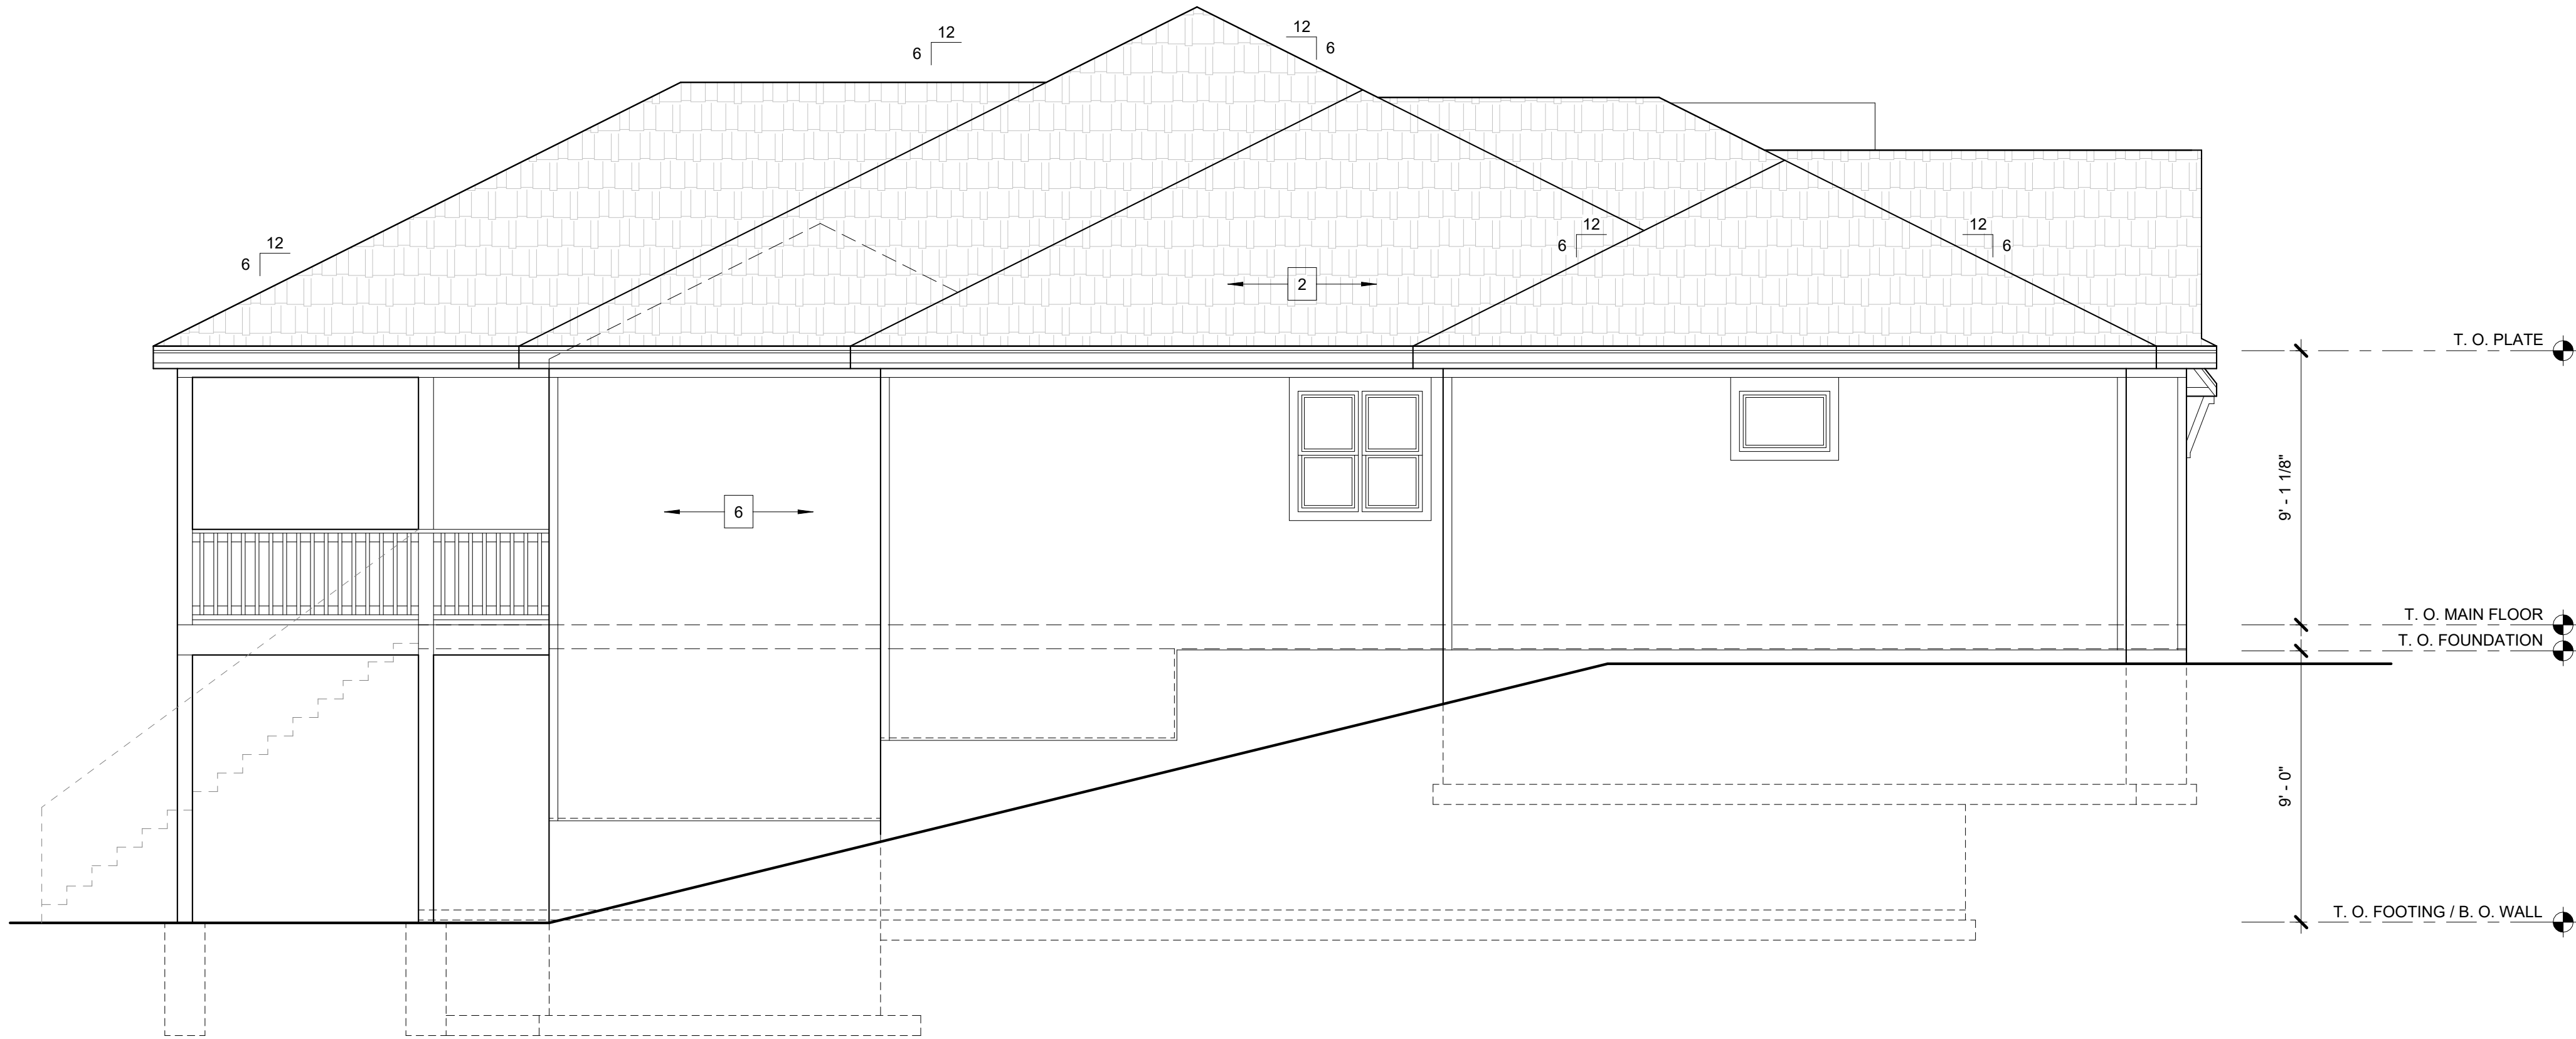 12
6
12
6
12
6
12
6
12
6
2
T. O. PLATE
9' - 1 1/8"
6
T. O. MAIN FLOOR
T. O. FOUNDATION
9' - 0"
T. O. FOOTING / B. O. WALL